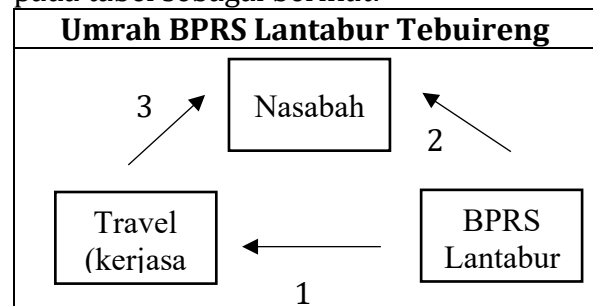 Umrah BPRS Lantabur Tebuireng
3
Nasabah
2
Travel
(kerjasa
BPRS
Lantabur
1